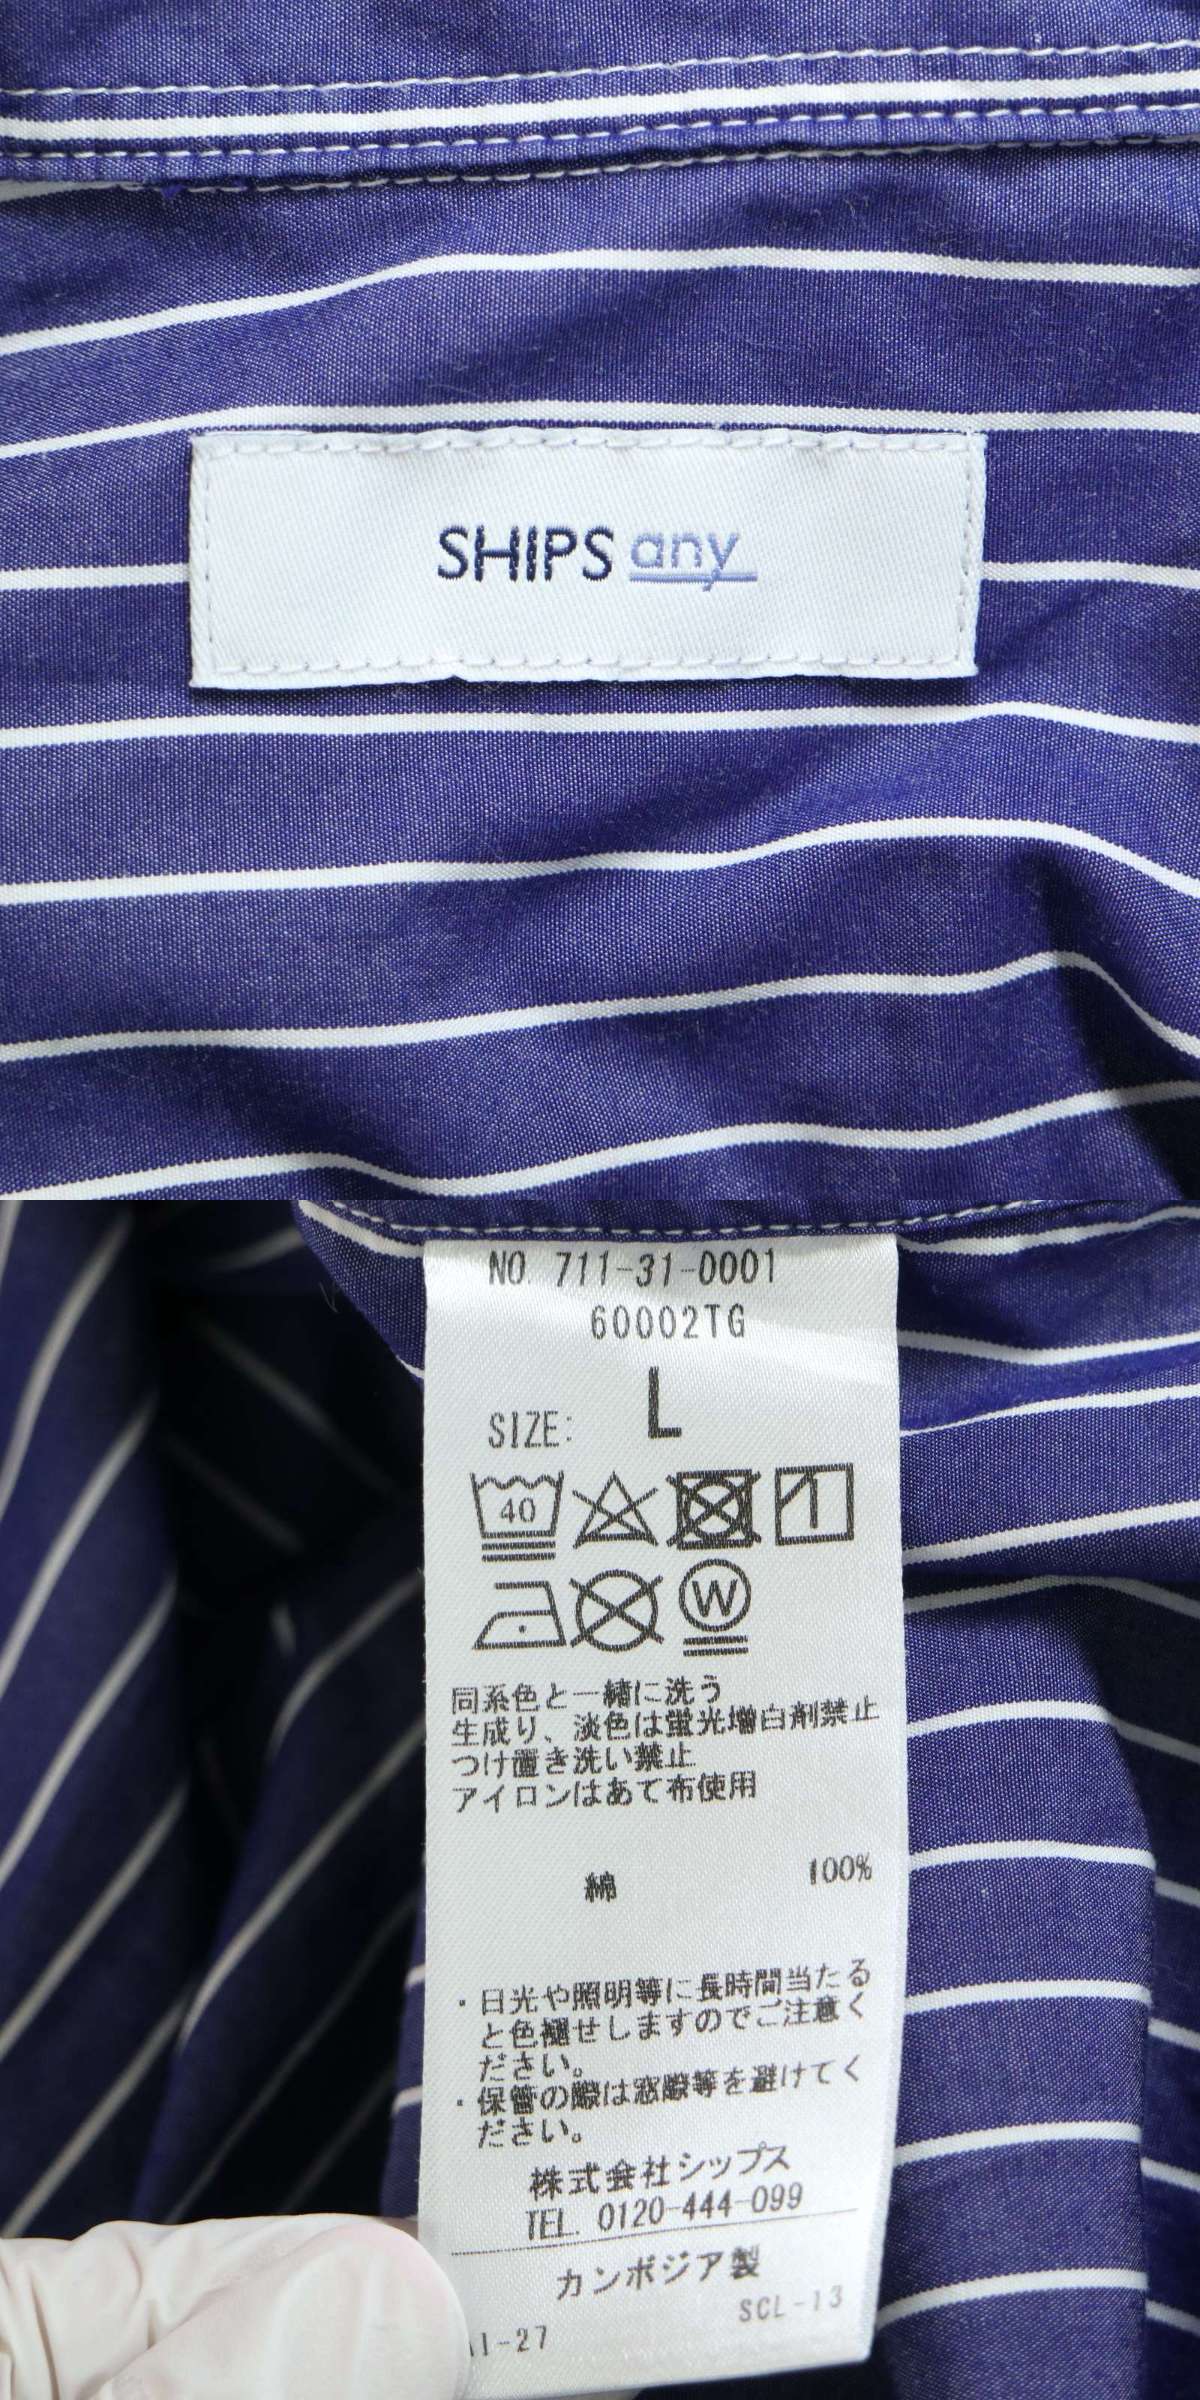 SHIPS any
NO. 711-31-0001
60002TG
SIZE: L
40
W
同系色と一緒に洗う
生成り、淡色は蛍光増白剤禁止
つけ置き洗い禁止
アイロンはあて布使用
綿 100%
・日光や照明等に長時間当たる
と色褪せしますのでご注意く
ださい。
・保管の際は窓際等を避けてく
ださい。
株式会社シップス
TEL. 0120-444-099
カンボジア製
SCL-13